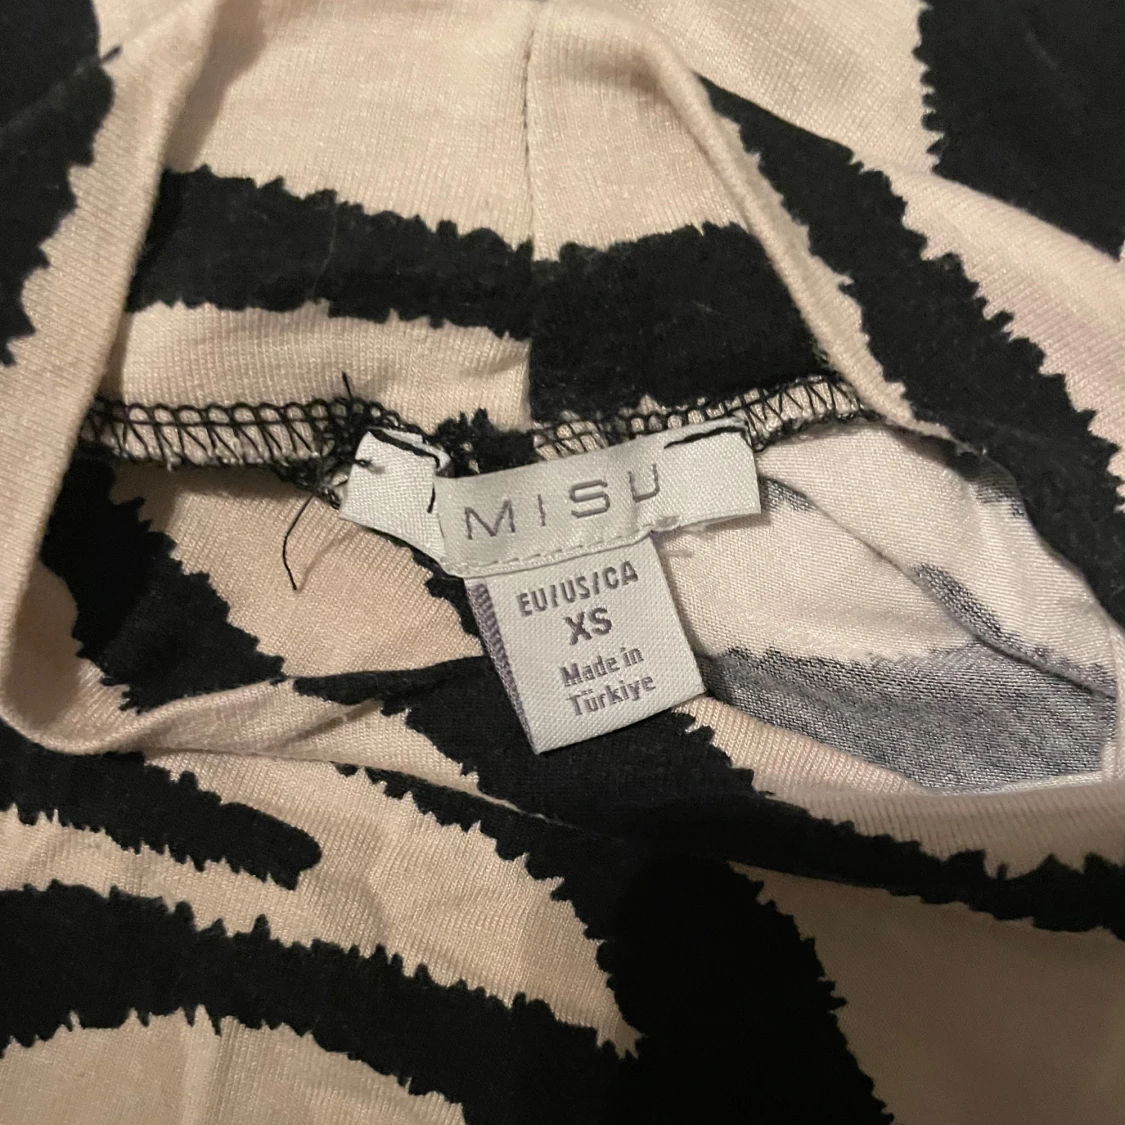 MISU
EU/US/CA
XS
Made in
Türkiye